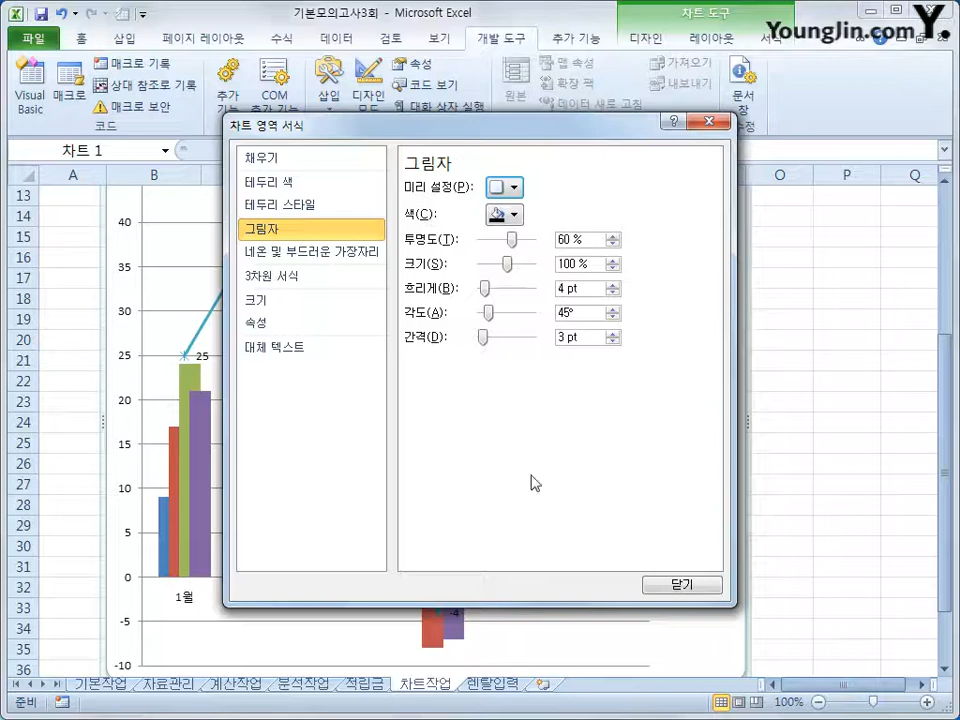 기본모의고사3회 - Microsoft Excel
차트 도구
Younglin.com Y.
파일 홈 삽입 페이지 레이아웃 수식 데이터 검토 보기 개발 도구 추가 기능 디자인 레이아웃
Visual Basic
매크로
매크로 기록
상대 참조로 기록
매크로 보안
코드
추가 기능
COM 추가 기능
삽입
디자인 모드
속성
코드 보기
대화 상자 실행
원본
맵 속성
확장 팩
데이터 새로 고침
가져오기
내보내기
문서 창
차트 1
A B O P Q
13
14
15
16
17
18
19
20
21
22
23
24
25
26
27
28
29
30
31
32
33
34
35
36
40
35
30
25
20
15
10
5
0
-5
-10
25
1월
-4
차트 영역 서식
채우기
테두리 색
테두리 스타일
그림자
네온 및 부드러운 가장자리
3차원 서식
크기
속성
대체 텍스트
그림자
미리 설정(P):
색(C):
투명도(T): 60 %
크기(S): 100 %
흐리게(B): 4 pt
각도(A): 45°
간격(D): 3 pt
닫기
기본작업 자료관리 계산작업 분석작업 적립금 차트작업 렌탈입력
준비 100%